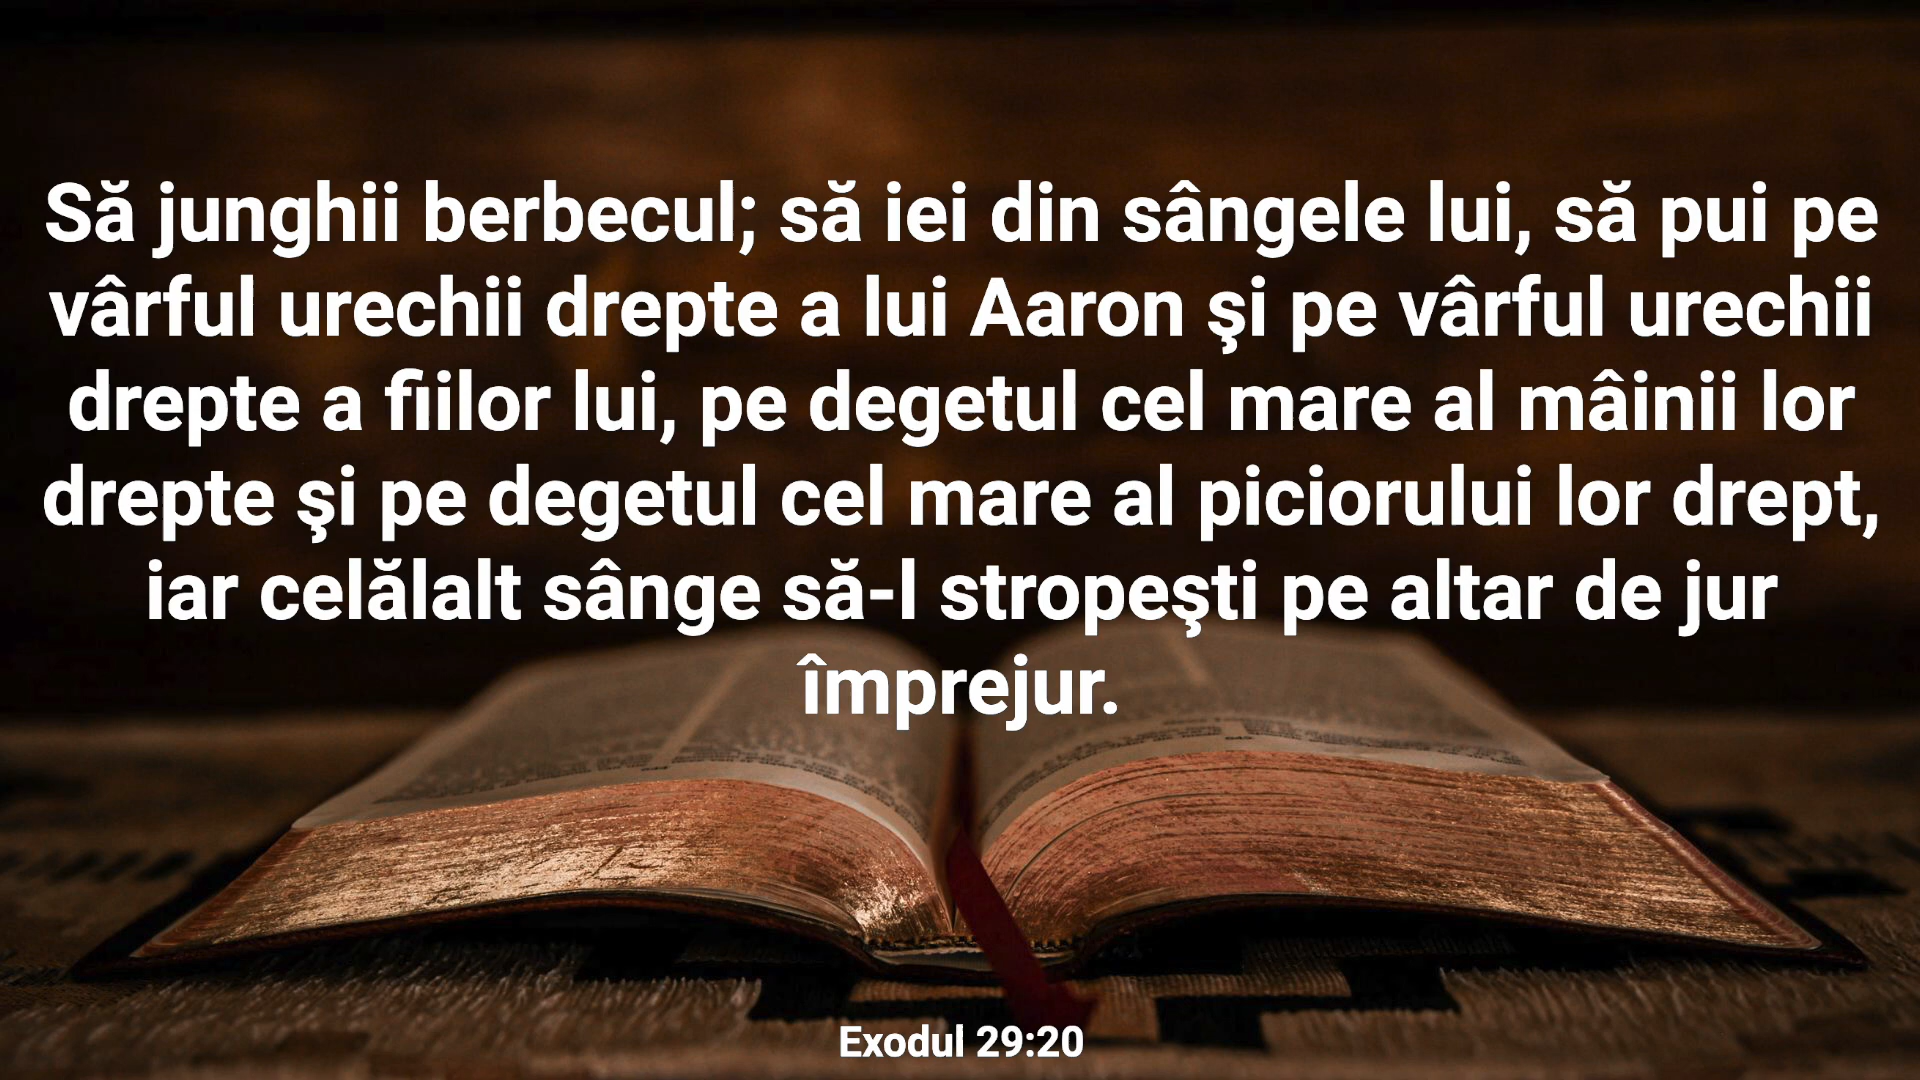 Să junghii berbecul; să iei din sângele lui, să pui pe
vârful urechii drepte a lui Aaron şi pe vârful urechii
drepte a fiilor lui, pe degetul cel mare al mâinii lor
drepte şi pe degetul cel mare al piciorului lor drept,
iar celălalt sânge să-l stropeşti pe altar de jur
împrejur.
Exodul 29:20